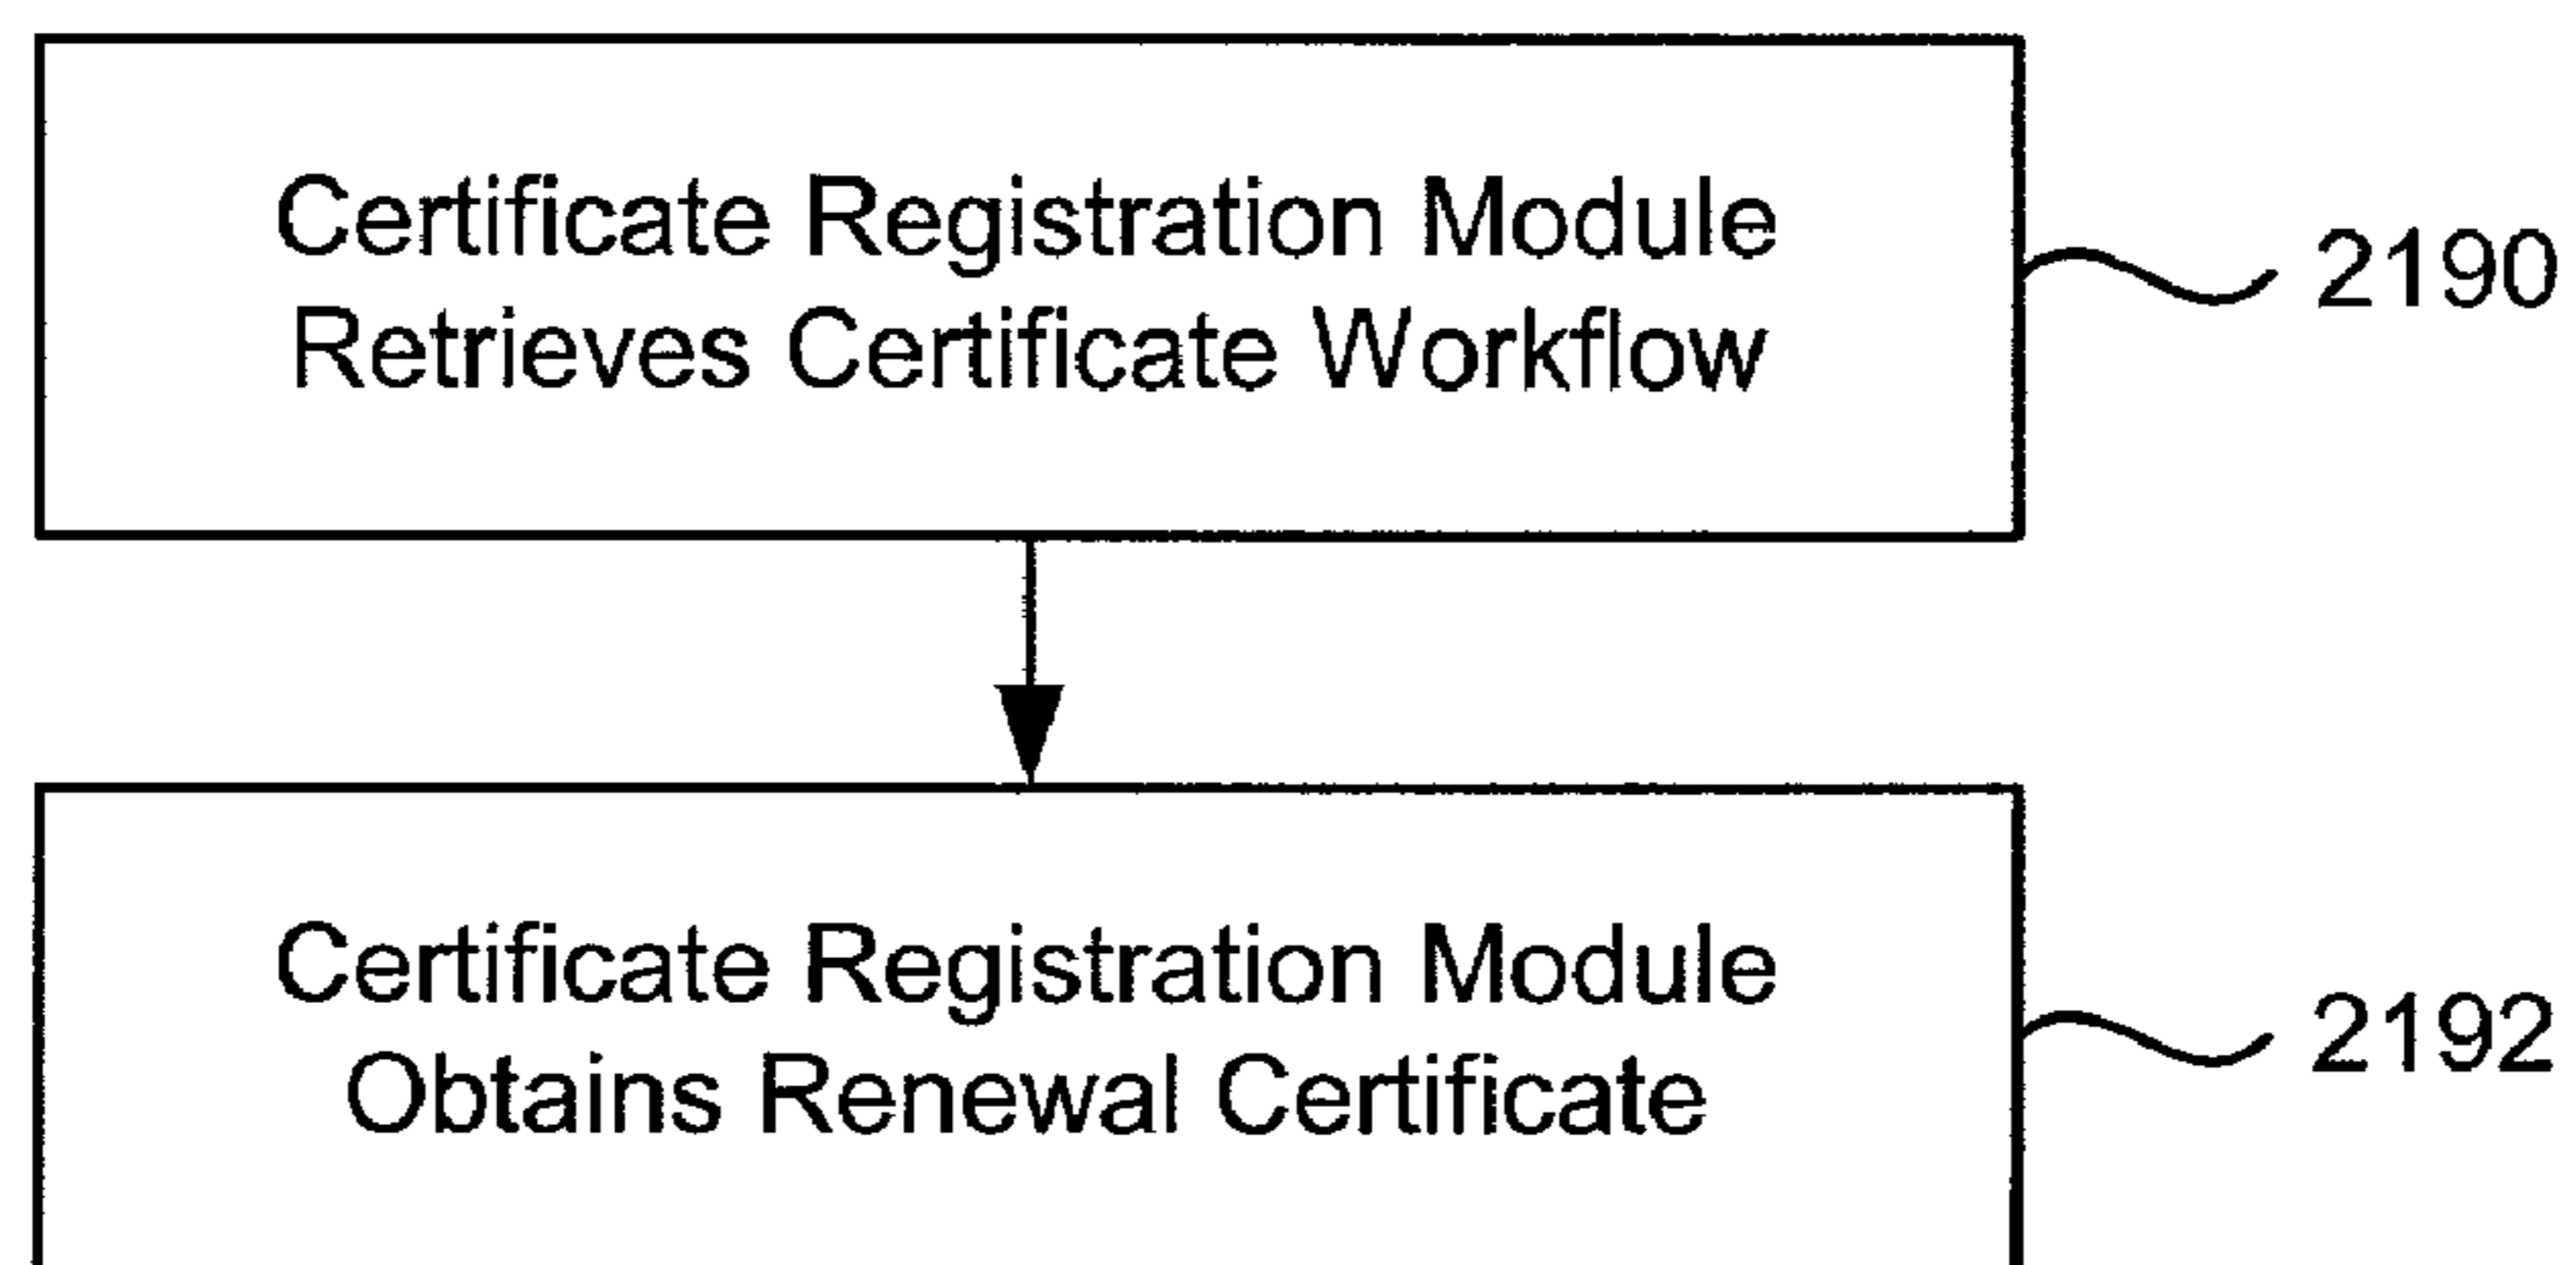 Certificate Registration Module
Retrieves Certificate Workflow
2190
Certificate Registration Module
Obtains Renewal Certificate
2192